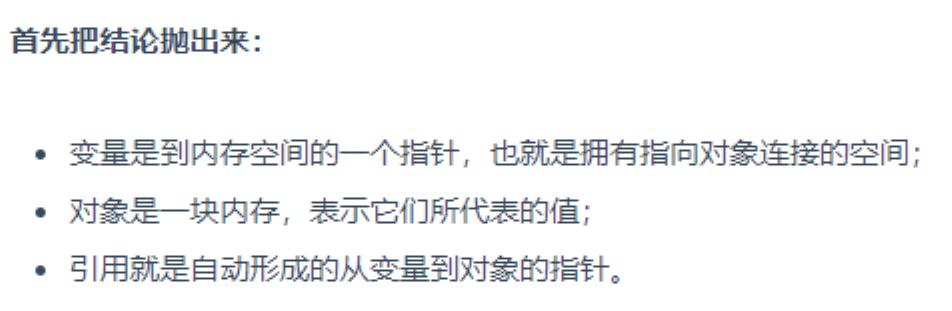 首先把结论抛出来：
变量是到内存空间的一个指针，也就是拥有指向对象连接的空间；
对象是一块内存，表示它们所代表的值；
引用就是自动形成的从变量到对象的指针。